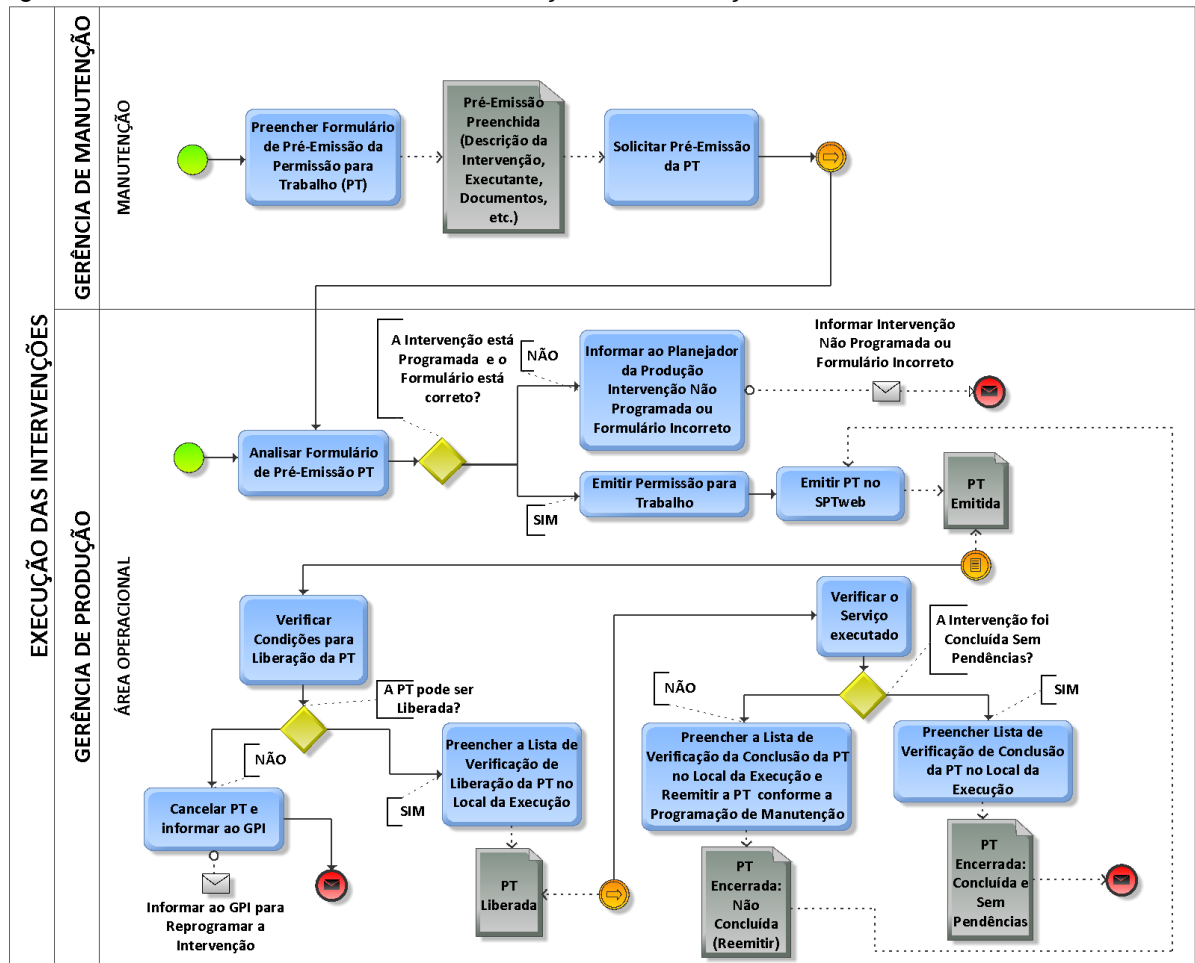 EXECUÇÃO DAS INTERVENÇÕES
GERÊNCIA DE MANUTENÇÃO
MANUTENÇÃO
Preencher Formulário
de Pré-Emissão da
Permissão para
Trabalho (PT)
Pré-Emissão
Preenchida
(Descrição da
Intervenção,
Executante,
Documentos,
etc.)
Solicitar Pré-Emissão
da PT
GERÊNCIA DE PRODUÇÃO
ÁREA OPERACIONAL
A Intervenção está
Programada e o
Formulário está
correto?
NÃO
Informar ao Planejador
da Produção
Intervenção Não
Programada ou
Formulário Incorreto
Informar Intervenção
Não Programada ou
Formulário Incorreto
Analisar Formulário
de Pré-Emissão PT
SIM
Emitir Permissão para
Trabalho
Emitir PT no
SPTweb
PT
Emitida
Verificar
Condições para
Liberação da PT
A PT pode ser
Liberada?
NÃO
Cancelar PT e
informar ao GPI
Informar ao GPI para
Reprogramar a
Intervenção
SIM
Preencher a Lista de
Verificação de
Liberação da PT no
Local da Execução
PT
Liberada
Verificar o
Serviço
executado
A Intervenção foi
Concluída Sem
Pendências?
NÃO
Preencher a Lista de
Verificação da Conclusão da PT
no Local da Execução e
Reemitir a PT conforme a
Programação de Manutenção
PT
Encerrada:
Não
Concluída
(Reemitir)
SIM
Preencher Lista de
Verificação de Conclusão
da PT no Local da
Execução
PT
Encerrada:
Concluída e
Sem
Pendências